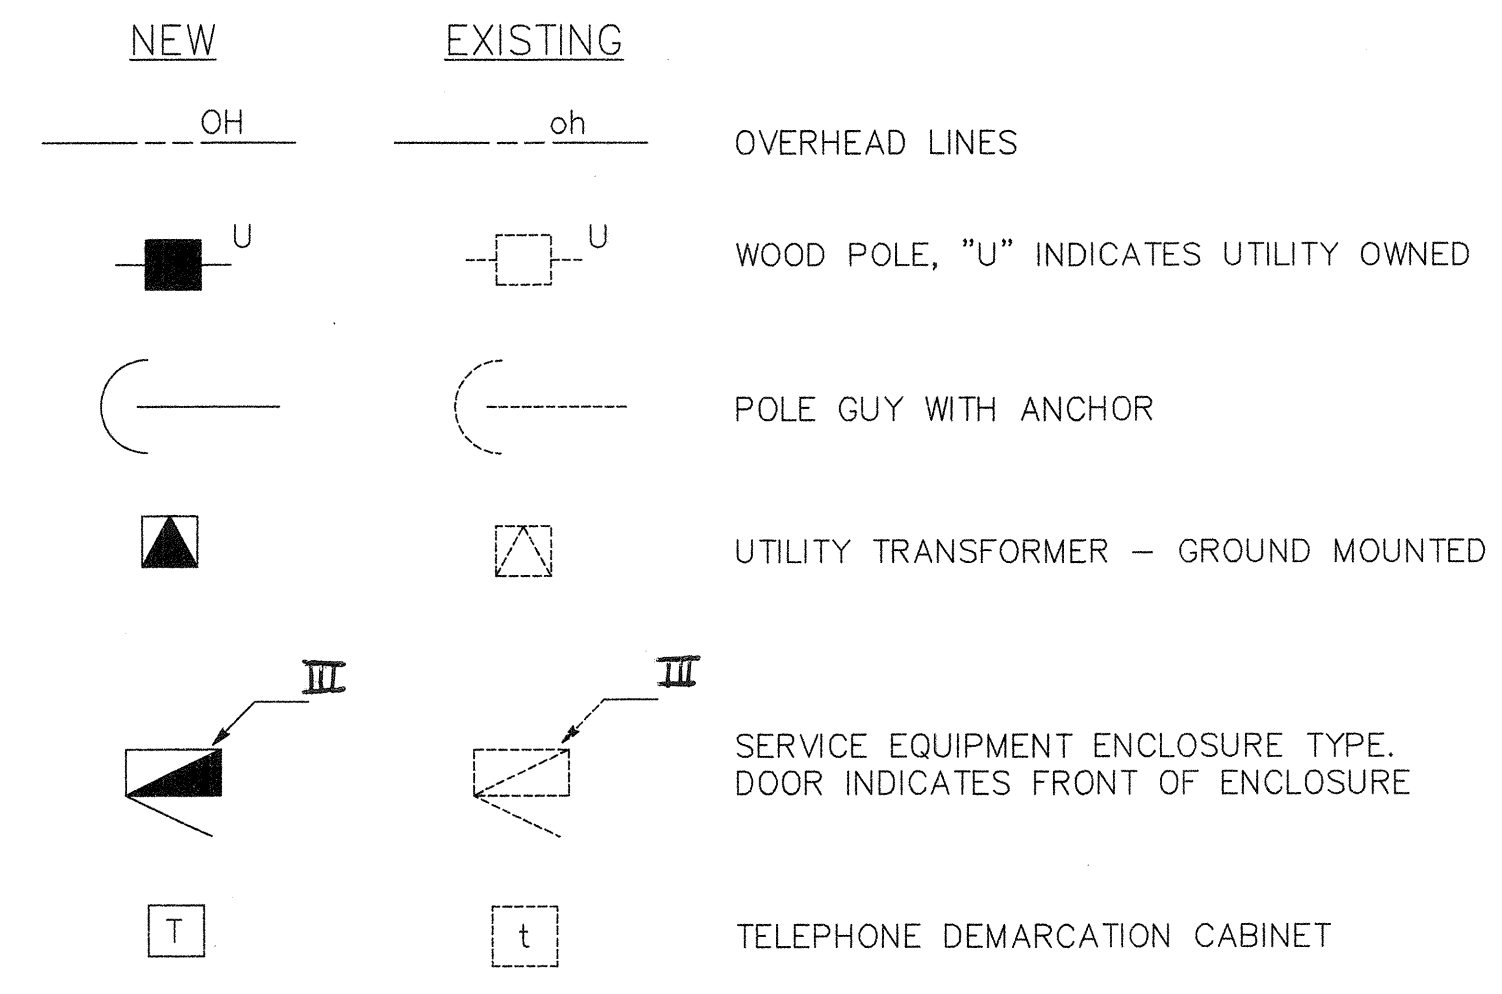 NEW EXISTING
OH oh OVERHEAD LINES
U U WOOD POLE, "U" INDICATES UTILITY OWNED
POLE GUY WITH ANCHOR
UTILITY TRANSFORMER – GROUND MOUNTED
III III
SERVICE EQUIPMENT ENCLOSURE TYPE.
DOOR INDICATES FRONT OF ENCLOSURE
T t TELEPHONE DEMARCATION CABINET